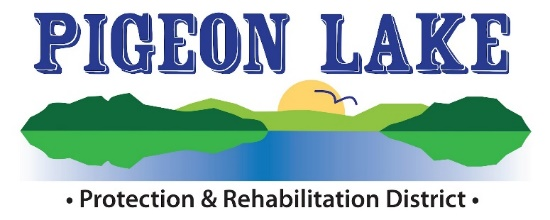 PIGEON LAKE
• Protection & Rehabilitation District •